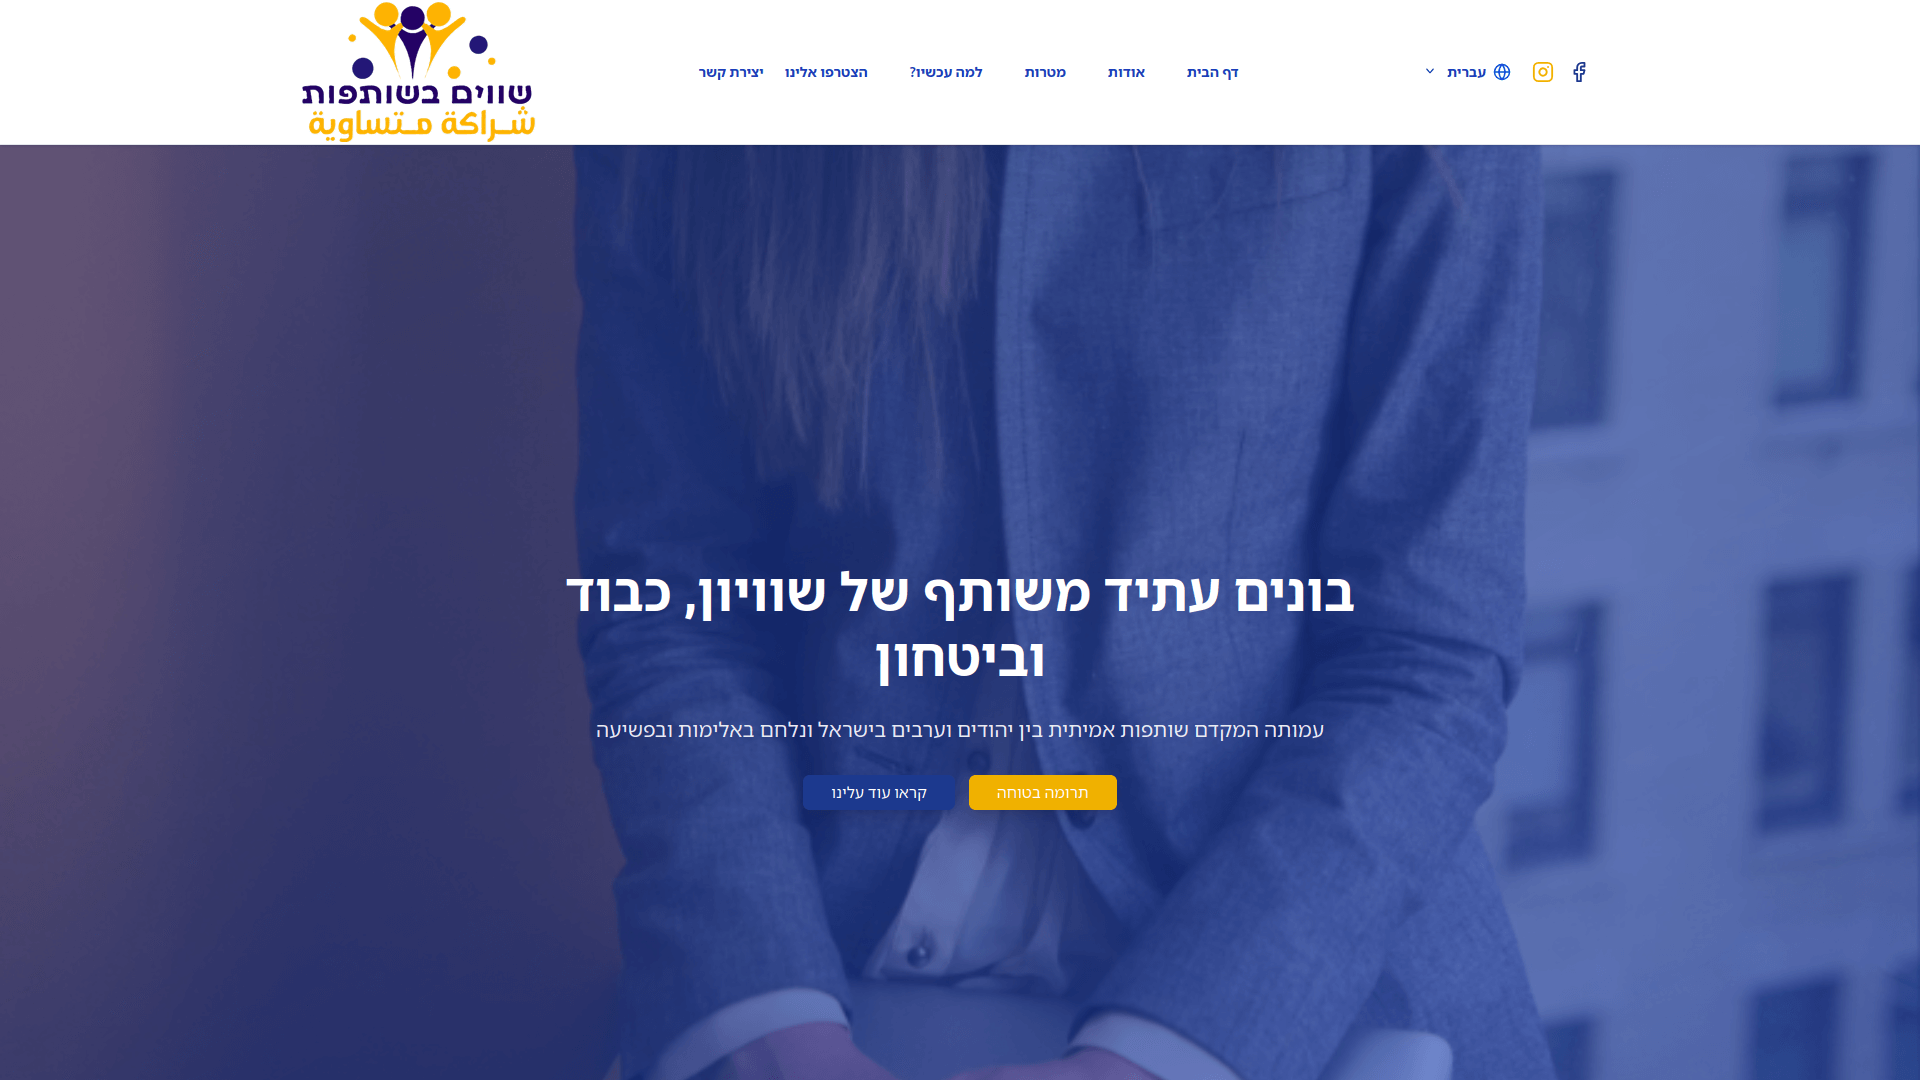 שווים בשותפות
شراكة متساوية
עברית
דף הבית
אודות
מטרות
למה עכשיו?
הצטרפו אלינו
יצירת קשר
בונים עתיד משותף של שוויון, כבוד
וביטחון
עמותה המקדם שותפות אמיתית בין יהודים וערבים בישראל ונלחם באלימות ובפשיעה
תרומה בטוחה
קראו עוד עלינו